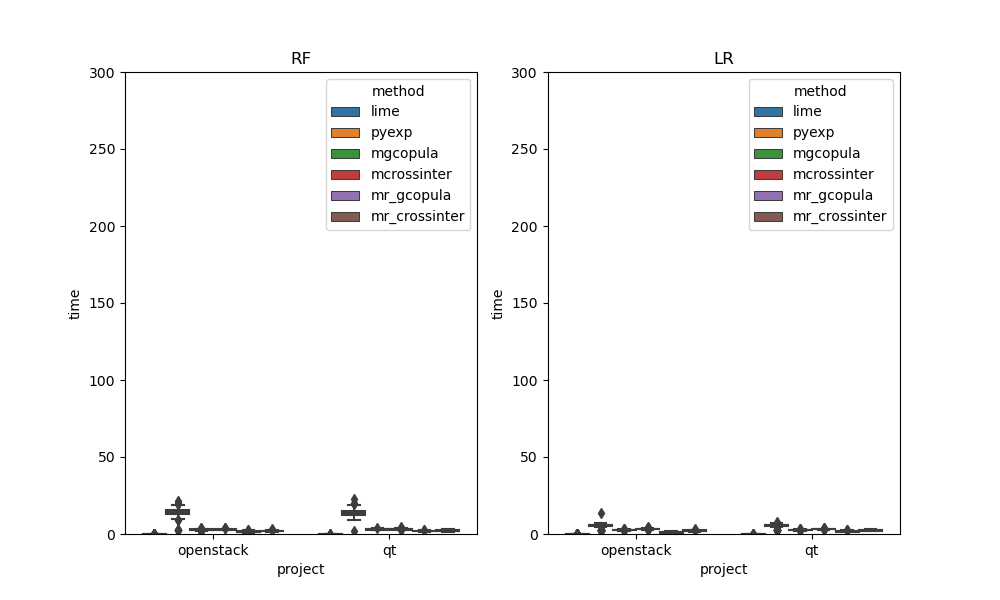 RF
300
250
200
150
100
50
0
time
method
lime
pyexp
mgcopula
mcrossinter
mr_gcopula
mr_crossinter
openstack
qt
project
LR
300
250
200
150
100
50
0
time
method
lime
pyexp
mgcopula
mcrossinter
mr_gcopula
mr_crossinter
openstack
qt
project